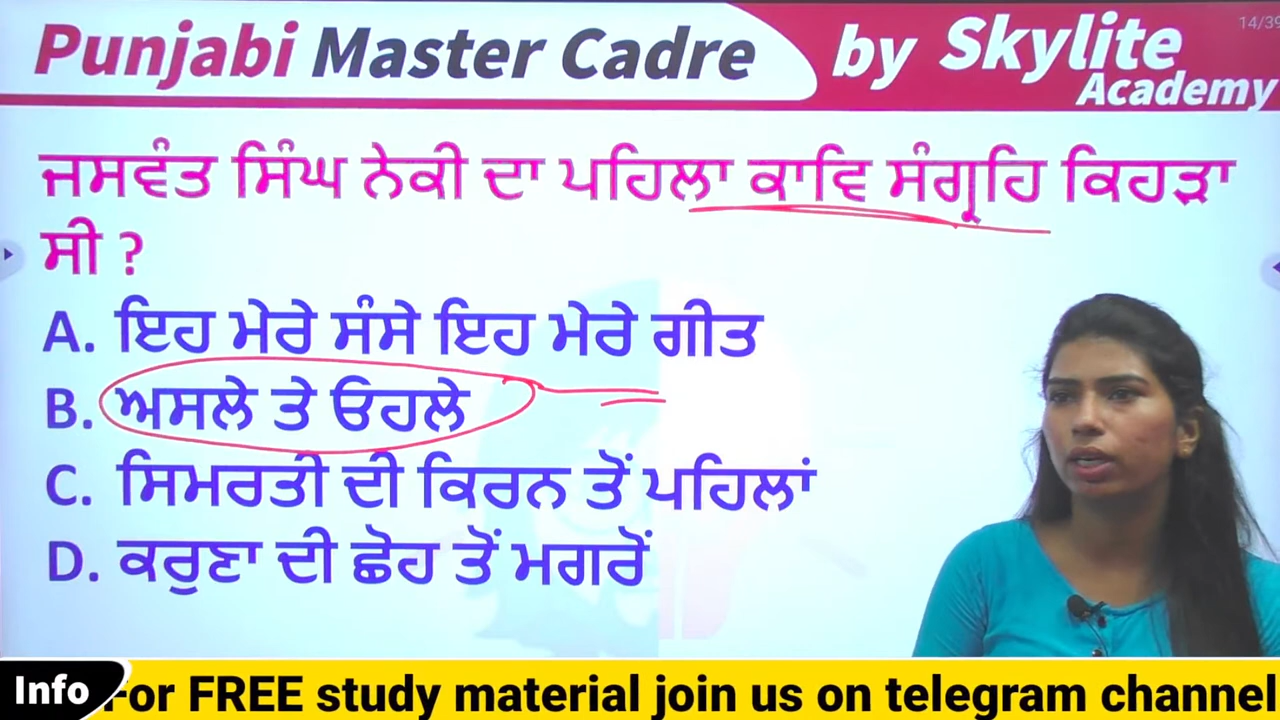 Punjabi Master Cadre by Skylite
Academy
14/39
ਜਸਵੰਤ ਸਿੰਘ ਨੇਕੀ ਦਾ ਪਹਿਲਾ ਕਾਵਿ ਸੰਗ੍ਰਹਿ ਕਿਹੜਾ
ਸੀ ?
A. ਇਹ ਮੇਰੇ ਸੰਸੇ ਇਹ ਮੇਰੇ ਗੀਤ
B. ਅਸਲੇ ਤੇ ਓਹਲੇ
C. ਸਿਮਰਤੀ ਦੀ ਕਿਰਨ ਤੋਂ ਪਹਿਲਾਂ
D. ਕਰੁਣਾ ਦੀ ਛੋਹ ਤੋਂ ਮਗਰੋਂ
Info For FREE study material join us on telegram channel